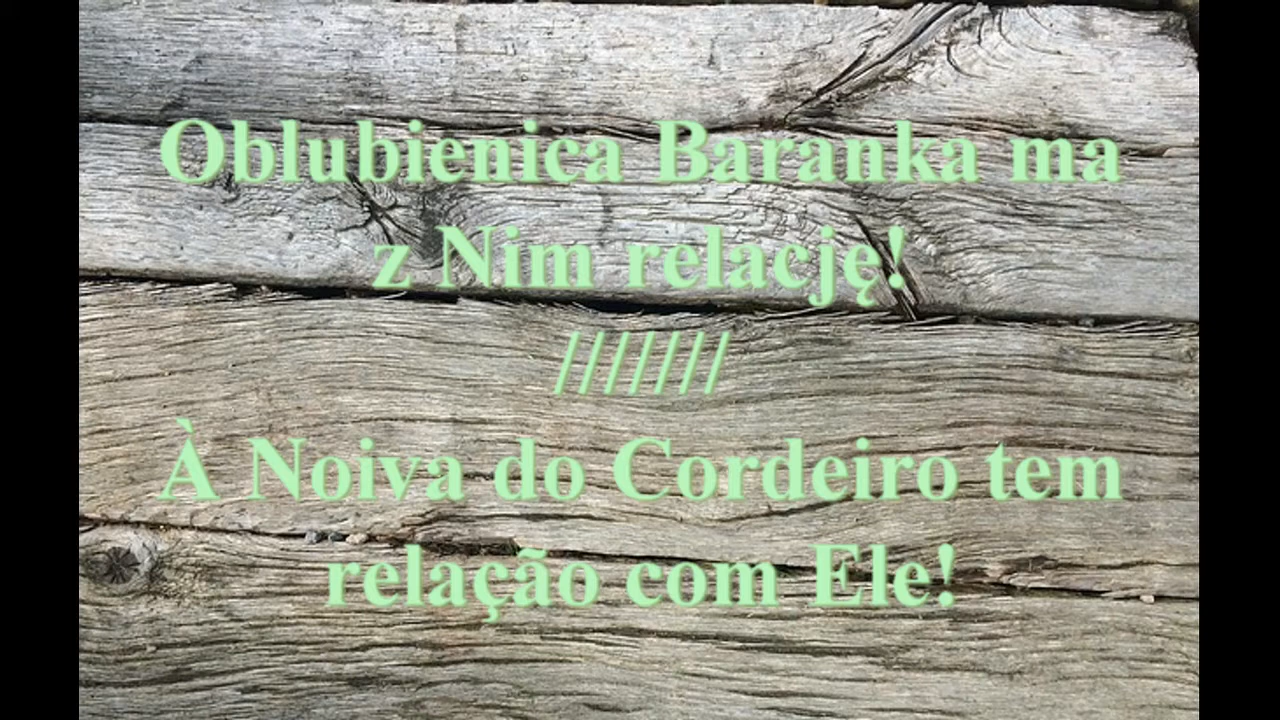 Oblubienica Baranka ma
z Nim relację!
///////
À Noiva do Cordeiro tem
relação com Ele!